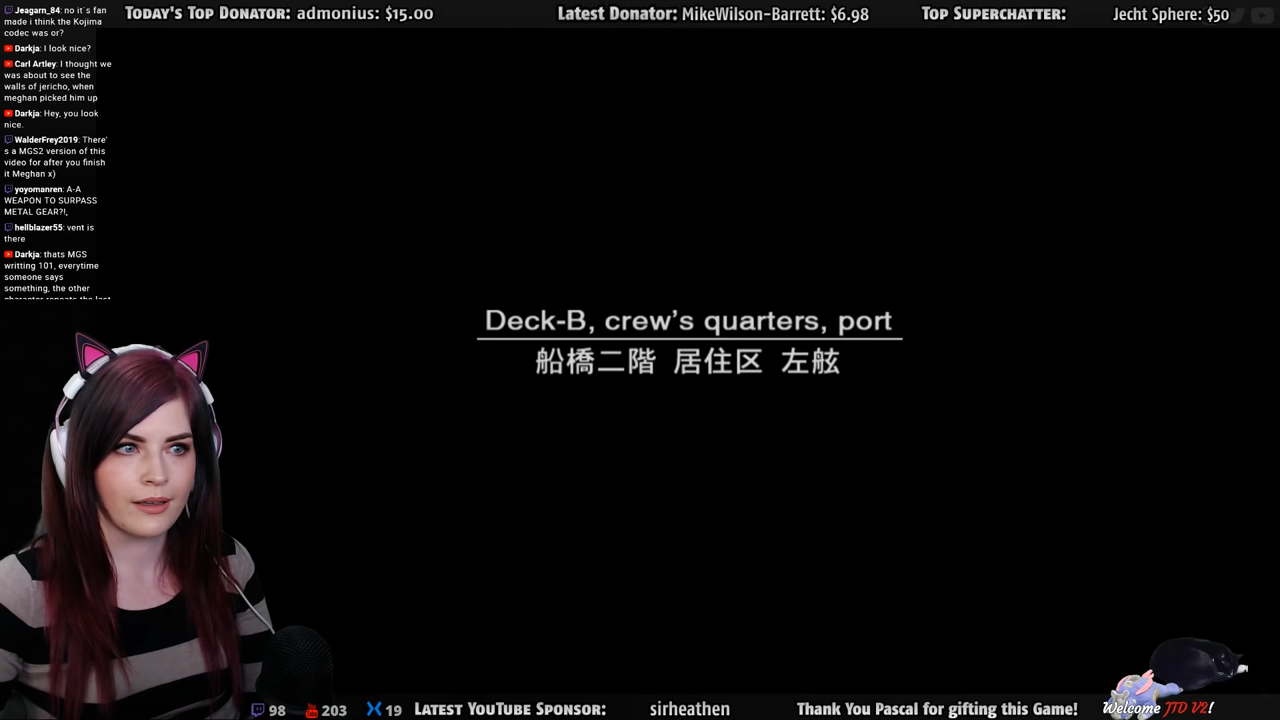 Today's Top Donator: admonius: $15.00
Latest Donator: MikeWilson-Barrett: $6.98
Top Superchatter: Jecht Sphere: $50
Jeagarn_84: no it`s fan
made i think the Kojima
codec was or?
Darkja: I look nice?
Carl Artley: I thought we
was about to see the
walls of jericho, when
meghan picked him up
Darkja: Hey, you look
nice.
WalderFrey2019: There'
s a MGS2 version of this
video for after you finish
it Meghan x)
yoyomanren: A-A
WEAPON TO SURPASS
METAL GEAR?!,
hellblazer55: vent is
there
Darkja: thats MGS
writting 101, everytime
someone says
something, the other
character repeats the last
Deck-B, crew's quarters, port
船橋二階 居住区 左舷
98 203 19 Latest YouTube Sponsor: sirheathen
Thank You Pascal for gifting this Game!
Welcome JTD V2!